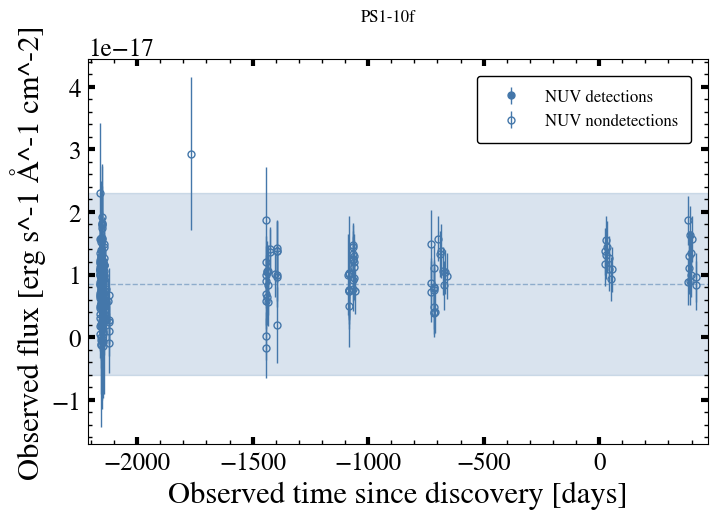 PS1-10f
1e−17
NUV detections
NUV nondetections
4
3
2
1
0
−1
Observed flux [erg s^-1 Å^-1 cm^-2]
−2000 −1500 −1000 −500 0
Observed time since discovery [days]